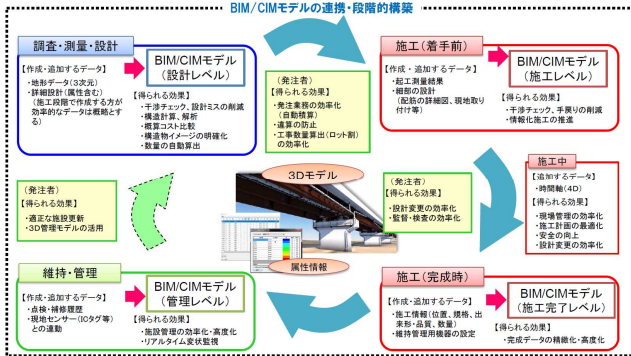 BIM/CIMモデルの連携・段階的構築
調査・測量・設計
【作成・追加するデータ】
・地形データ(3次元)
・詳細設計(属性含む)
(施工段階で作成する方が
効率的なデータは概略とす
る)
BIM/CIMモデル
(設計レベル)
【得られる効果】
・干渉チェック、設計ミスの削減
・構造計算、解析
・概算コスト比較
・構造物イメージの明確化
・数量の自動算出
(発注者)
【得られる効果】
・発注業務の効率化
(自動積算)
・違算の防止
・工事数量算出(ロット割)
の効率化
施工(着手前)
【作成・追加するデータ】
・起工測量結果
・細部の設計
(配筋の詳細図、現地取り
付け等)
BIM/CIMモデル
(施工レベル)
【得られる効果】
・干渉チェック、手戻りの削減
・情報化施工の推進
施工中
【追加するデータ】
・時間軸(4D)
【得られる効果】
・現場管理の効率化
・施工計画の最適化
・安全の向上
・設計変更の効率化
(発注者)
【得られる効果】
・適正な施設更新
・3D管理モデルの活用
3Dモデル
属性情報
(発注者)
【得られる効果】
・設計変更の効率化
・監督・検査の効率化
維持・管理
【作成・追加するデータ】
・点検・補修履歴
・現地センサー(ICタグ等)
との連動
BIM/CIMモデル
(管理レベル)
【得られる効果】
・施設管理の効率化・高度化
・リアルタイム変状監視
施工(完成時)
【作成・追加するデータ】
・施工情報(位置、規格、出
来形・品質、数量)
・維持管理用機器の設定
BIM/CIMモデル
(施工完了レベル)
【得られる効果】
・完成データの精緻化・高度化